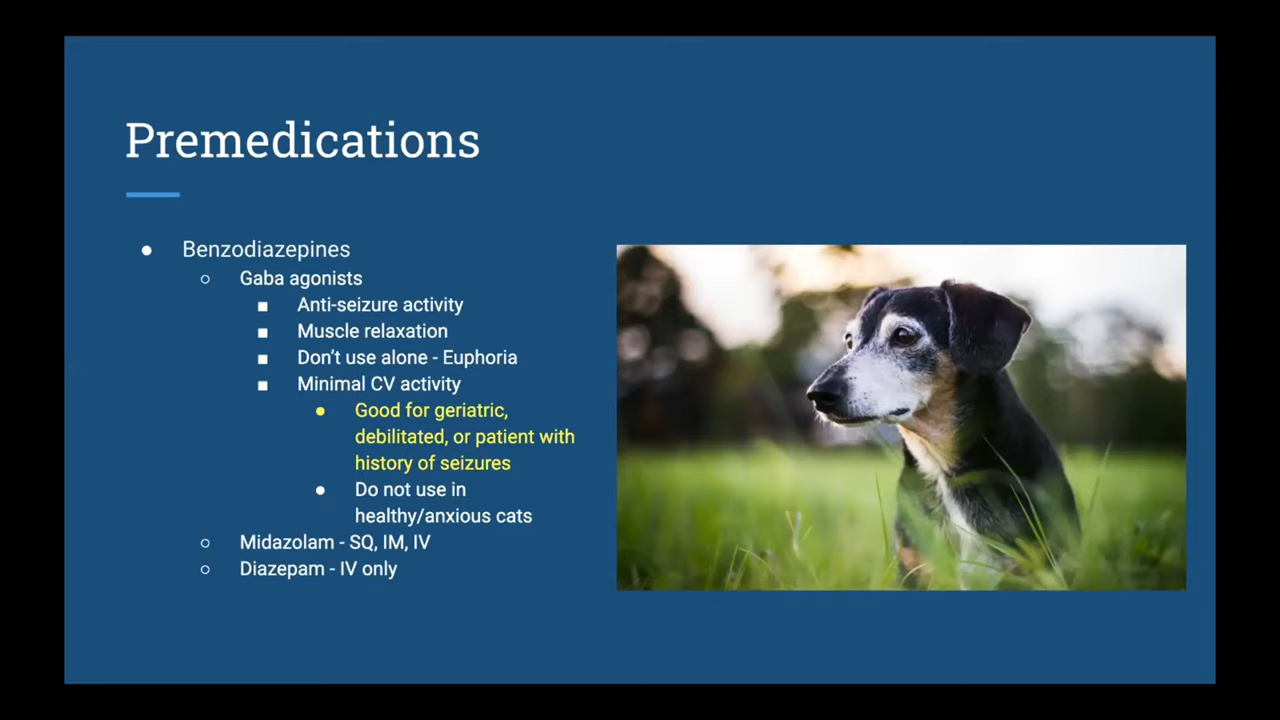 Premedications
● Benzodiazepines
○ Gaba agonists
■ Anti-seizure activity
■ Muscle relaxation
■ Don't use alone - Euphoria
■ Minimal CV activity
● Good for geriatric,
debilitated, or patient with
history of seizures
● Do not use in
healthy/anxious cats
○ Midazolam - SQ, IM, IV
○ Diazepam - IV only